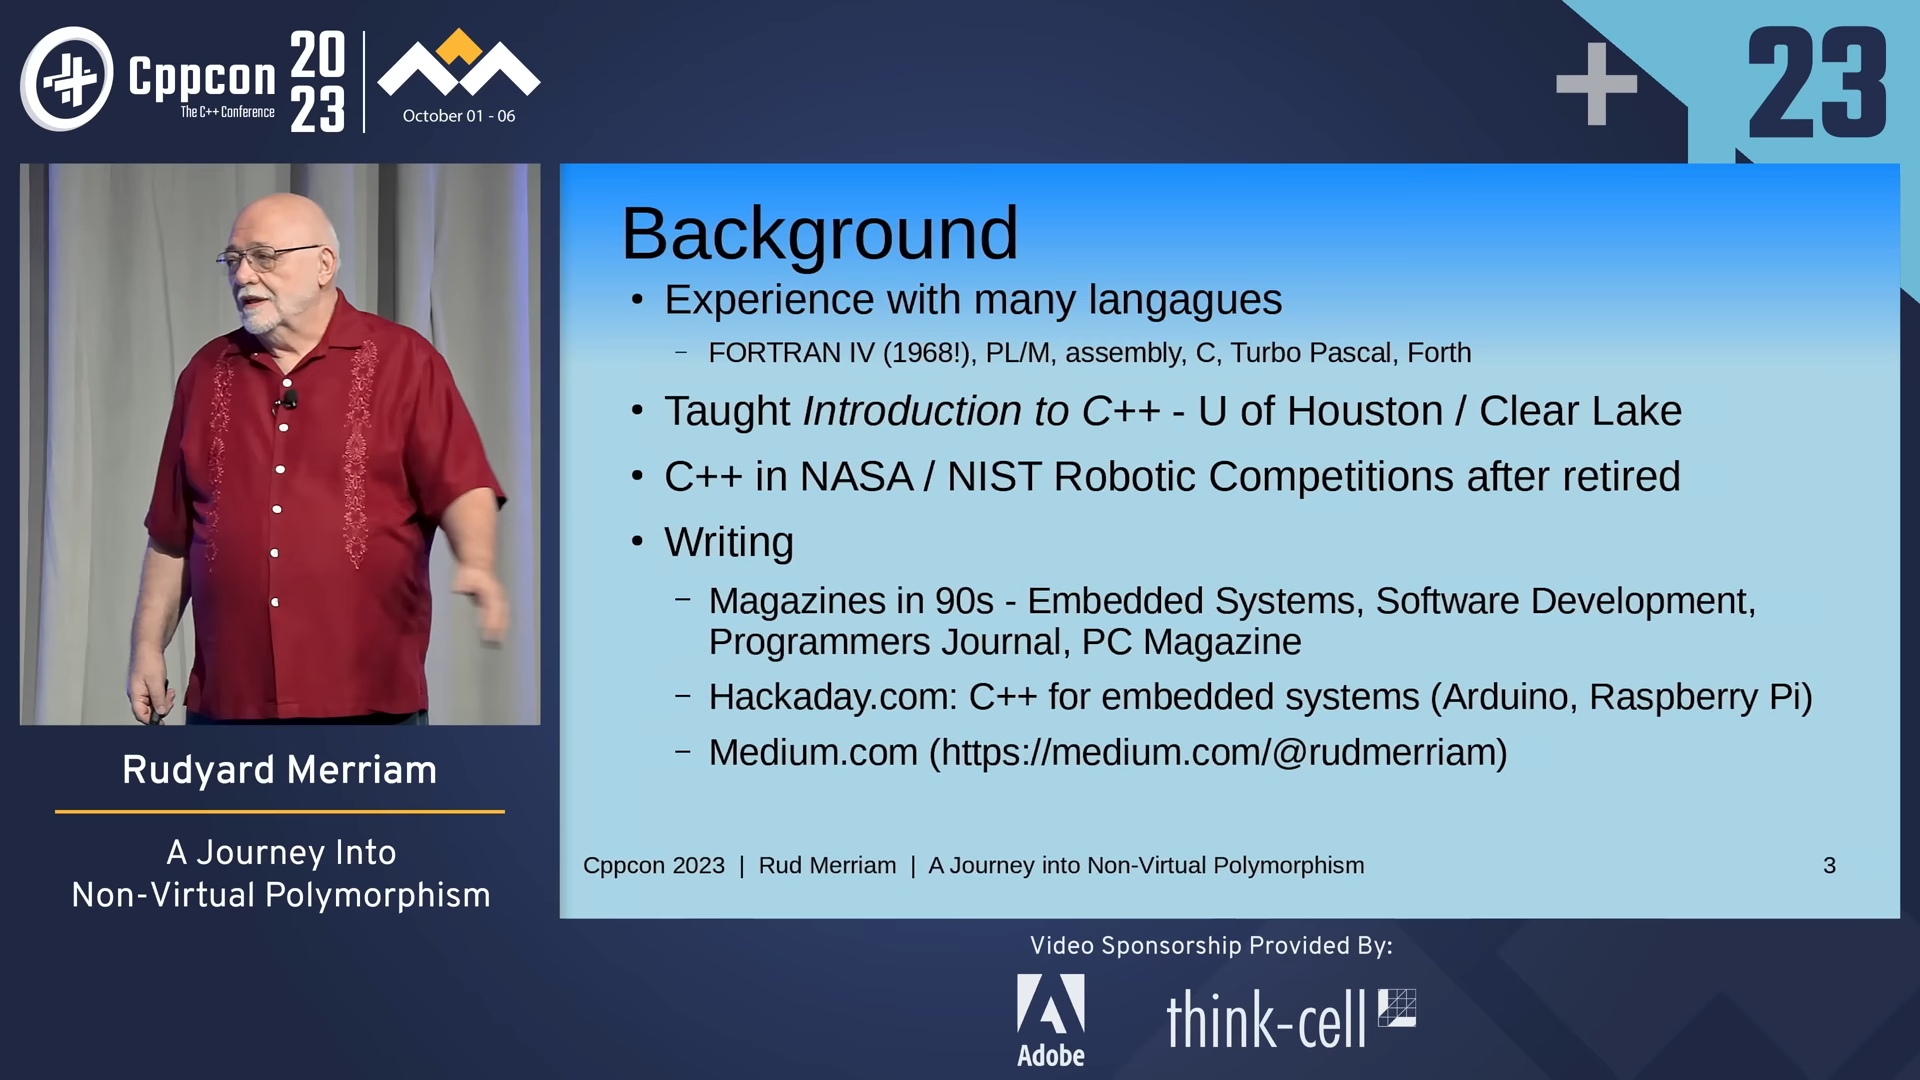 Cppcon
The C++ Conference
20
23
October 01 - 06
23
Background
• Experience with many langagues
– FORTRAN IV (1968!), PL/M, assembly, C, Turbo Pascal, Forth
• Taught Introduction to C++ - U of Houston / Clear Lake
• C++ in NASA / NIST Robotic Competitions after retired
• Writing
– Magazines in 90s - Embedded Systems, Software Development,
Programmers Journal, PC Magazine
– Hackaday.com: C++ for embedded systems (Arduino, Raspberry Pi)
– Medium.com (https://medium.com/@rudmerriam)
Cppcon 2023 | Rud Merriam | A Journey into Non-Virtual Polymorphism
3
Rudyard Merriam
A Journey Into
Non-Virtual Polymorphism
Video Sponsorship Provided By:
Adobe
think-cell